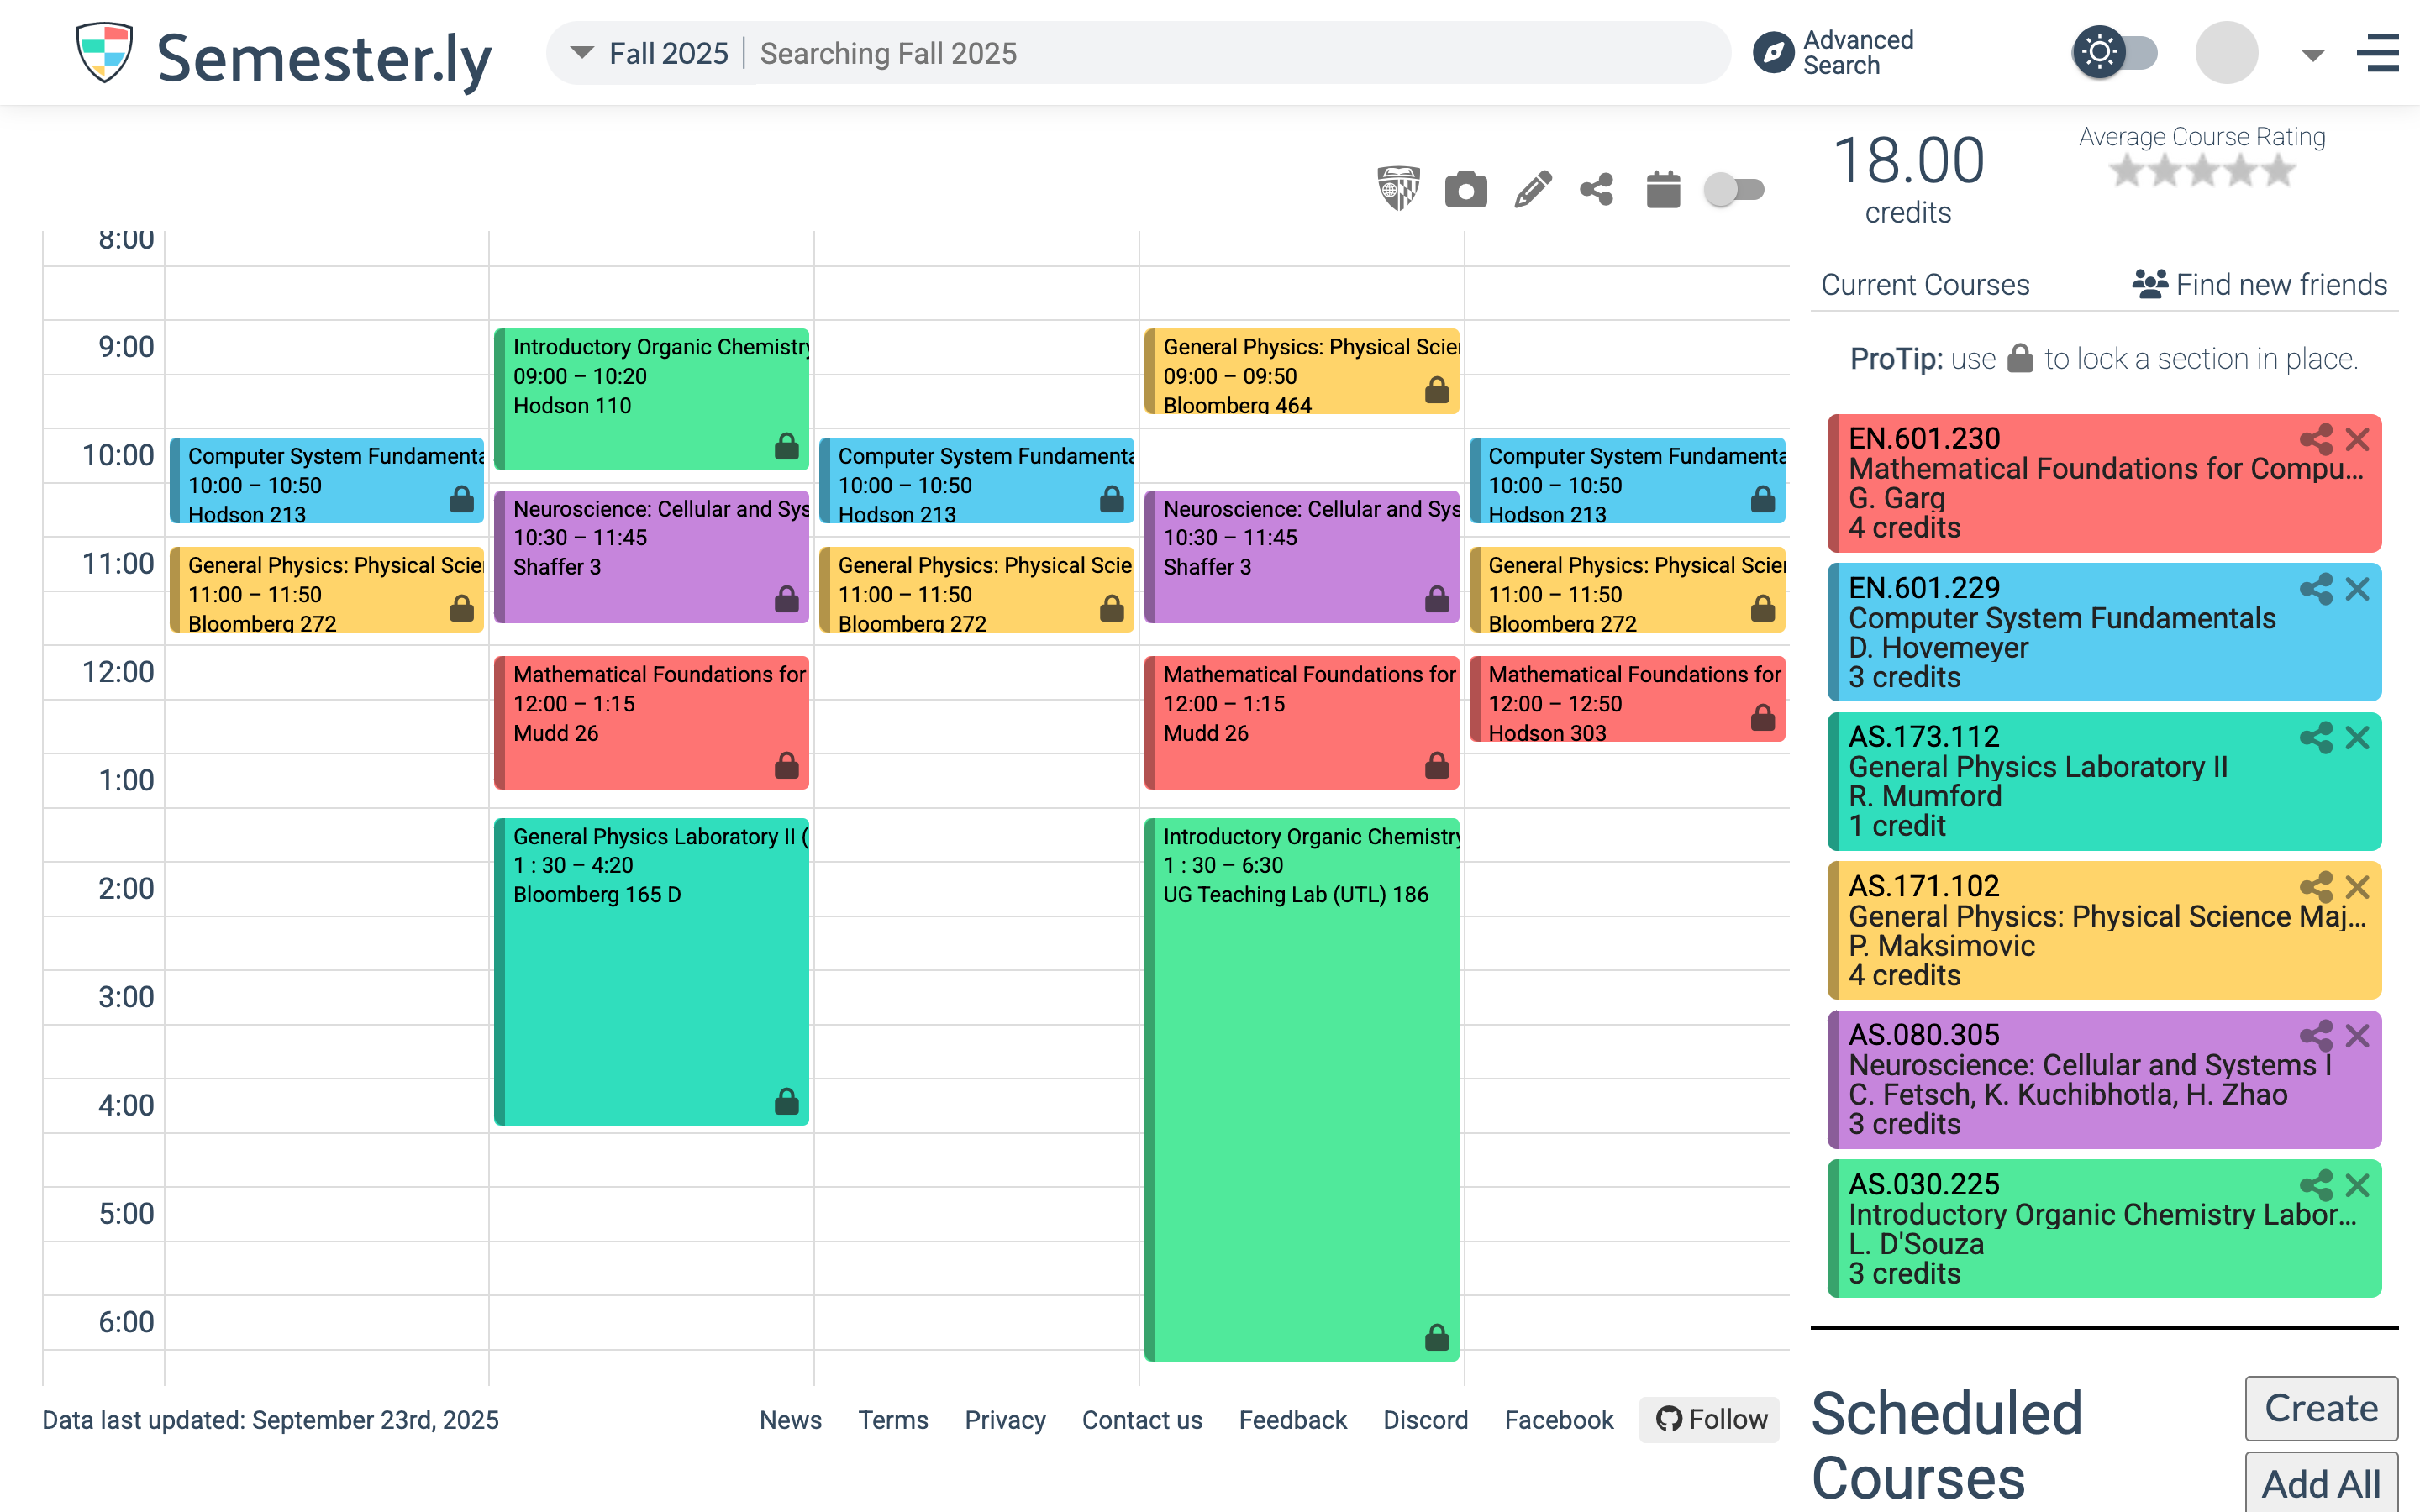 Semester.ly
Fall 2025 | Searching Fall 2025
Advanced
Search
18.00
credits
Average Course Rating
Current Courses
Find new friends
ProTip: use to lock a section in place.
8:00
9:00
10:00
11:00
12:00
1:00
2:00
3:00
4:00
5:00
6:00
Computer System Fundamenta
10:00 – 10:50
Hodson 213
General Physics: Physical Scie
11:00 – 11:50
Bloomberg 272
Introductory Organic Chemistry
09:00 – 10:20
Hodson 110
Neuroscience: Cellular and Sys
10:30 – 11:45
Shaffer 3
Mathematical Foundations for
12:00 – 1:15
Mudd 26
General Physics Laboratory II (
1 : 30 – 4:20
Bloomberg 165 D
Computer System Fundamenta
10:00 – 10:50
Hodson 213
General Physics: Physical Scie
11:00 – 11:50
Bloomberg 272
General Physics: Physical Scie
09:00 – 09:50
Bloomberg 464
Neuroscience: Cellular and Sys
10:30 – 11:45
Shaffer 3
Mathematical Foundations for
12:00 – 1:15
Mudd 26
Introductory Organic Chemistry
1 : 30 – 6:30
UG Teaching Lab (UTL) 186
Computer System Fundamenta
10:00 – 10:50
Hodson 213
General Physics: Physical Scie
11:00 – 11:50
Bloomberg 272
Mathematical Foundations for
12:00 – 12:50
Hodson 303
EN.601.230
Mathematical Foundations for Compu...
G. Garg
4 credits
EN.601.229
Computer System Fundamentals
D. Hovemeyer
3 credits
AS.173.112
General Physics Laboratory II
R. Mumford
1 credit
AS.171.102
General Physics: Physical Science Maj...
P. Maksimovic
4 credits
AS.080.305
Neuroscience: Cellular and Systems I
C. Fetsch, K. Kuchibhotla, H. Zhao
3 credits
AS.030.225
Introductory Organic Chemistry Labor...
L. D'Souza
3 credits
Scheduled
Courses
Create
Add All
Data last updated: September 23rd, 2025
News
Terms
Privacy
Contact us
Feedback
Discord
Facebook
Follow